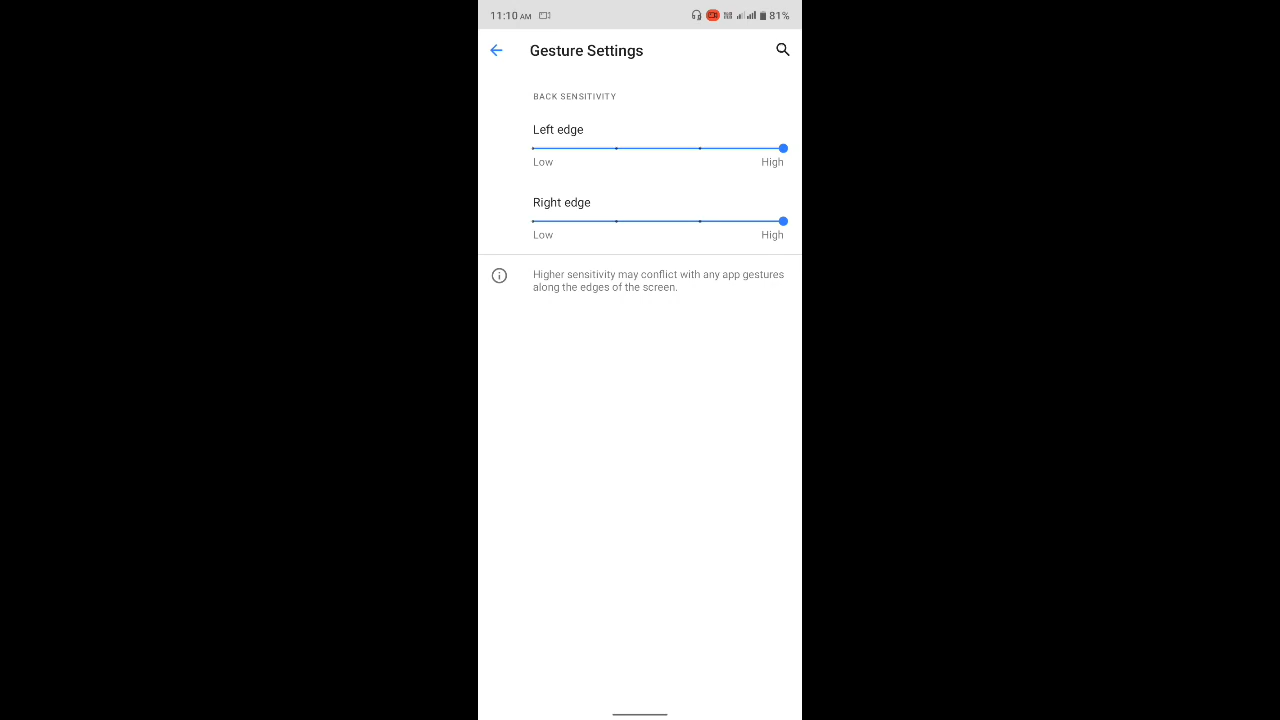 11:10 AM 81%
Gesture Settings
BACK SENSITIVITY
Left edge
Low High
Right edge
Low High
Higher sensitivity may conflict with any app gestures
along the edges of the screen.